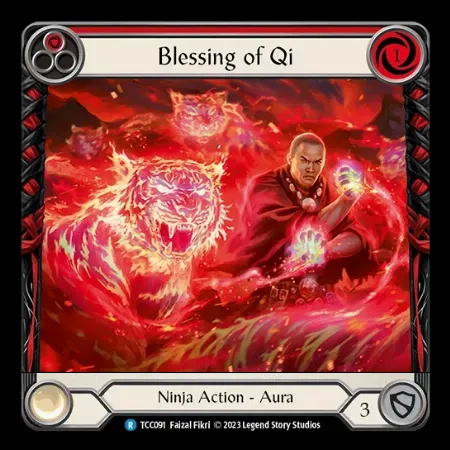 Blessing of Qi
1
Ninja Action - Aura
3
R TCC091 Faizal Fikri © 2023 Legend Story Studios